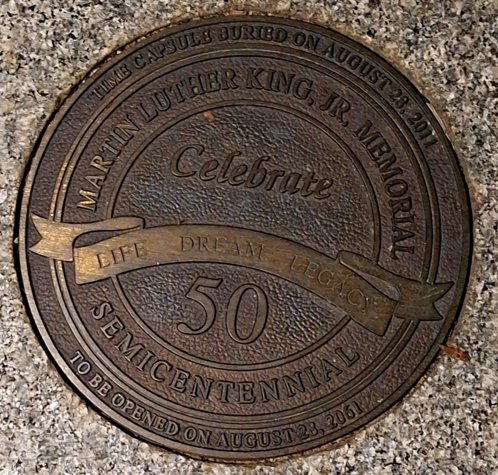 TIME CAPSULE BURIED ON AUGUST 28, 2011
MARTIN LUTHER KING, JR. MEMORIAL
Celebrate
LIFE DREAM LEGACY
50
SEMICENTENNIAL
TO BE OPENED ON AUGUST 28, 2061